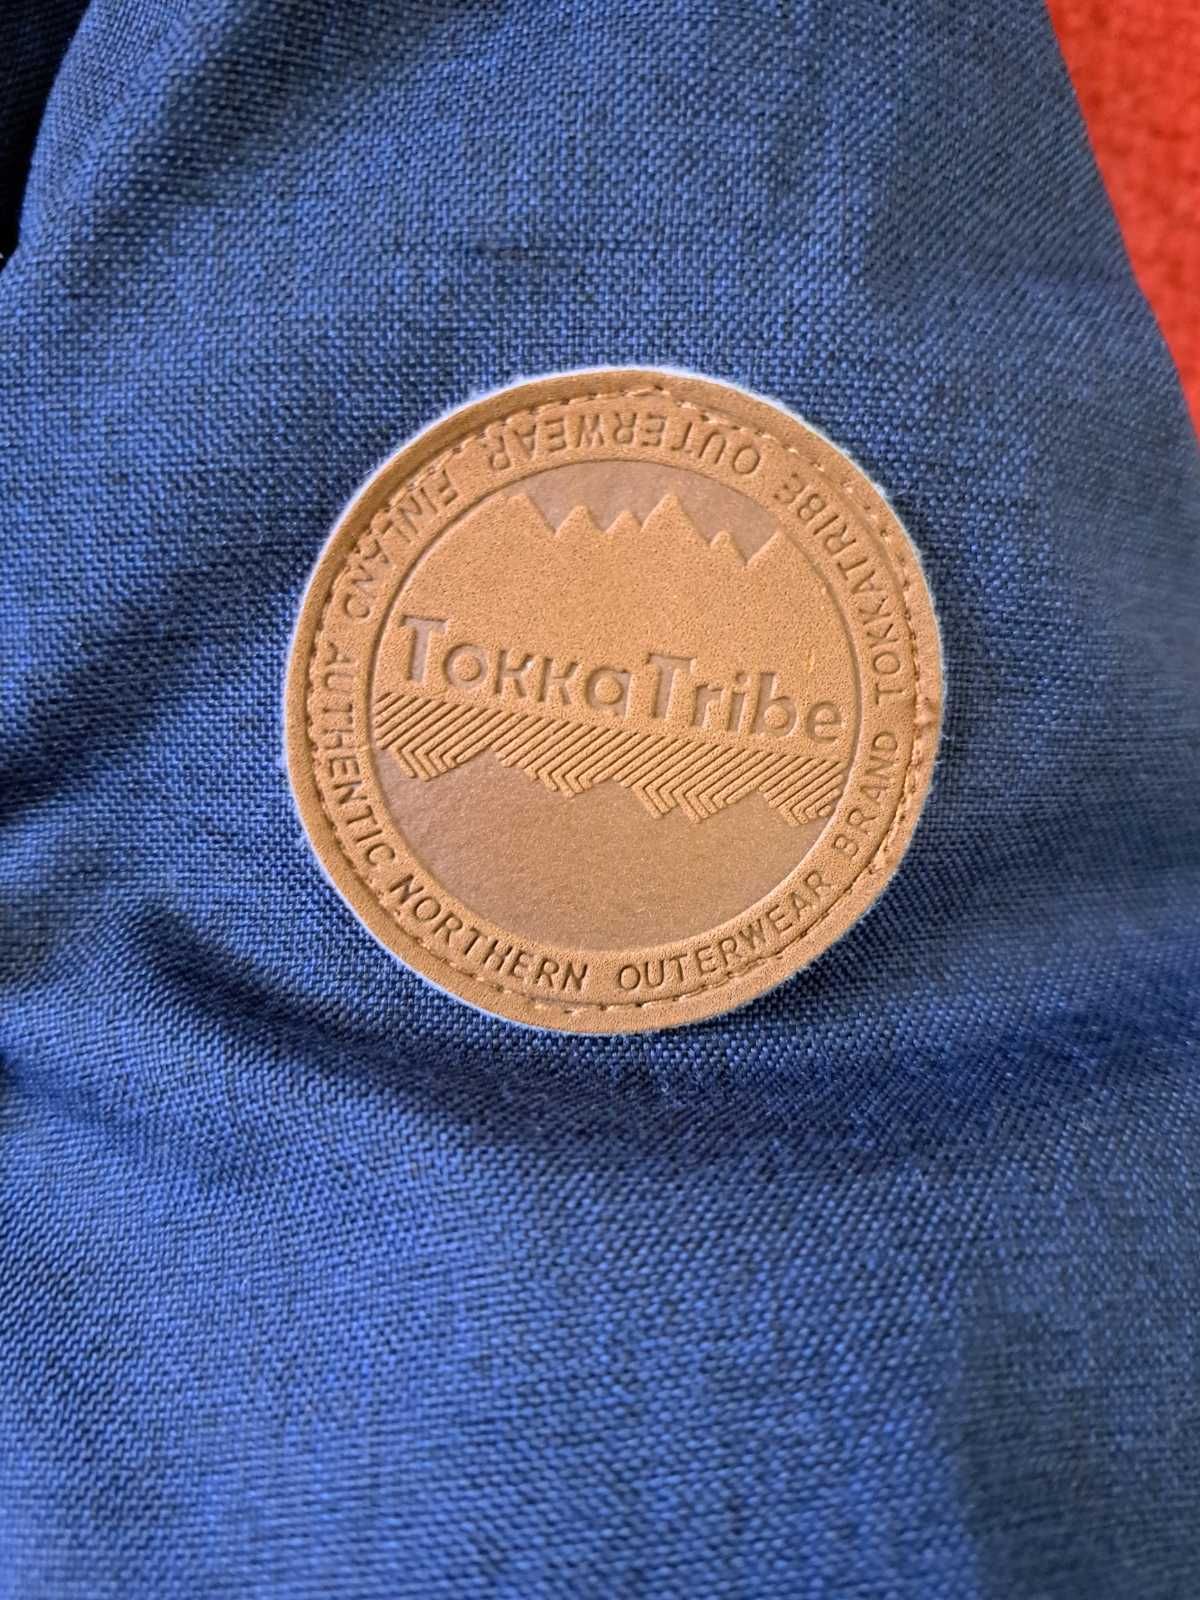 TokkaTribe
AUTHENTIC NORTHERN OUTERWEAR BRAND
TOKKATRIBE OUTERWEAR FINLAND